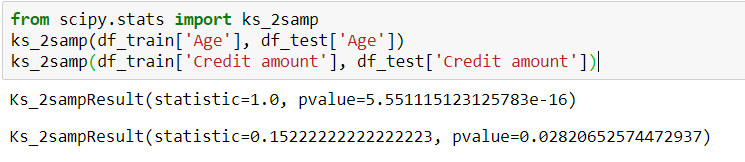 from scipy.stats import ks_2samp
ks_2samp(df_train['Age'], df_test['Age'])
ks_2samp(df_train['Credit amount'], df_test['Credit amount'])
Ks_2sampResult(statistic=1.0, pvalue=5.551115123125783e-16)
Ks_2sampResult(statistic=0.15222222222222223, pvalue=0.02820652574472937)